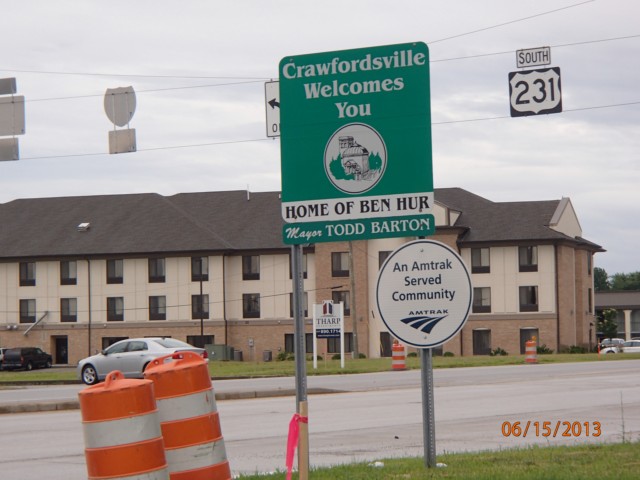 Crawfordsville
Welcomes
You
HOME OF BEN HUR
Mayor TODD BARTON
SOUTH
231
An Amtrak
Served
Community
AMTRAK
THARP
06/15/2013